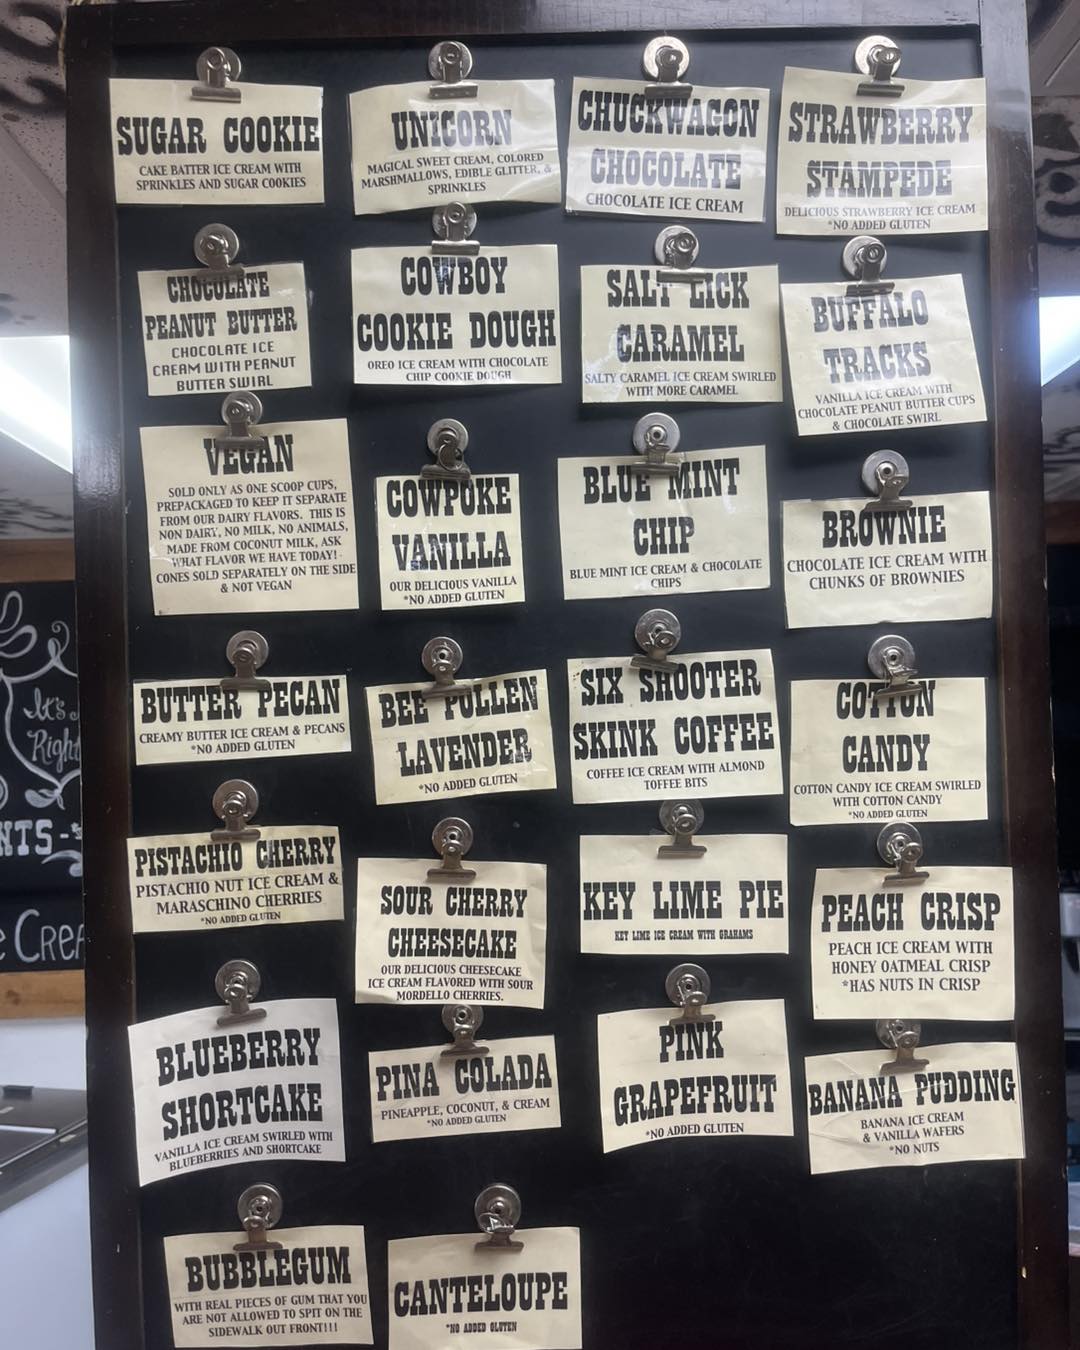 SUGAR COOKIE
CAKE BATTER ICE CREAM WITH
SPRINKLES AND SUGAR COOKIES
UNICORN
MAGICAL SWEET CREAM, COLORED
MARSHMALLOWS, EDIBLE GLITTER, &
SPRINKLES
CHUCKWAGON
CHOCOLATE
CHOCOLATE ICE CREAM
STRAWBERRY
STAMPEDE
DELICIOUS STRAWBERRY ICE CREAM
*NO ADDED GLUTEN
CHOCOLATE
PEANUT BUTTER
CHOCOLATE ICE
CREAM WITH PEANUT
BUTTER SWIRL
COWBOY
COOKIE DOUGH
OREO ICE CREAM WITH CHOCOLATE
CHIP COOKIE DOUGH
SALT LICK
CARAMEL
SALTY CARAMEL ICE CREAM SWIRLED
WITH MORE CARAMEL
BUFFALO
TRACKS
VANILLA ICE CREAM WITH
CHOCOLATE PEANUT BUTTER CUPS
& CHOCOLATE SWIRL
VEGAN
SOLD ONLY AS ONE SCOOP CUPS,
PREPACKAGED TO KEEP IT SEPARATE
FROM OUR DAIRY FLAVORS. THIS IS
NON DAIRY, NO MILK, NO ANIMALS,
MADE FROM COCONUT MILK, ASK
WHAT FLAVOR WE HAVE TODAY!
CONES SOLD SEPARATELY ON THE SIDE
& NOT VEGAN
COWPOKE
VANILLA
OUR DELICIOUS VANILLA
*NO ADDED GLUTEN
BLUE MINT
CHIP
BLUE MINT ICE CREAM & CHOCOLATE
CHIPS
BROWNIE
CHOCOLATE ICE CREAM WITH
CHUNKS OF BROWNIES
BUTTER PECAN
CREAMY BUTTER ICE CREAM & PECANS
*NO ADDED GLUTEN
BEE POLLEN
LAVENDER
*NO ADDED GLUTEN
SIX SHOOTER
SKINK COFFEE
COFFEE ICE CREAM WITH ALMOND
TOFFEE BITS
COTTON
CANDY
COTTON CANDY ICE CREAM SWIRLED
WITH COTTON CANDY
*NO ADDED GLUTEN
PISTACHIO CHERRY
PISTACHIO NUT ICE CREAM &
MARASCHINO CHERRIES
*NO ADDED GLUTEN
SOUR CHERRY
CHEESECAKE
OUR DELICIOUS CHEESECAKE
ICE CREAM FLAVORED WITH SOUR
MORDELLO CHERRIES.
KEY LIME PIE
KEY LIME ICE CREAM WITH GRAHAMS
PEACH CRISP
PEACH ICE CREAM WITH
HONEY OATMEAL CRISP
*HAS NUTS IN CRISP
BLUEBERRY
SHORTCAKE
VANILLA ICE CREAM SWIRLED WITH
BLUEBERRIES AND SHORTCAKE
PINA COLADA
PINEAPPLE, COCONUT, & CREAM
*NO ADDED GLUTEN
PINK
GRAPEFRUIT
*NO ADDED GLUTEN
BANANA PUDDING
BANANA ICE CREAM
& VANILLA WAFERS
*NO NUTS
BUBBLEGUM
WITH REAL PIECES OF GUM THAT YOU
ARE NOT ALLOWED TO SPIT ON THE
SIDEWALK OUT FRONT!!!
CANTELOUPE
*NO ADDED GLUTEN
It's
Right